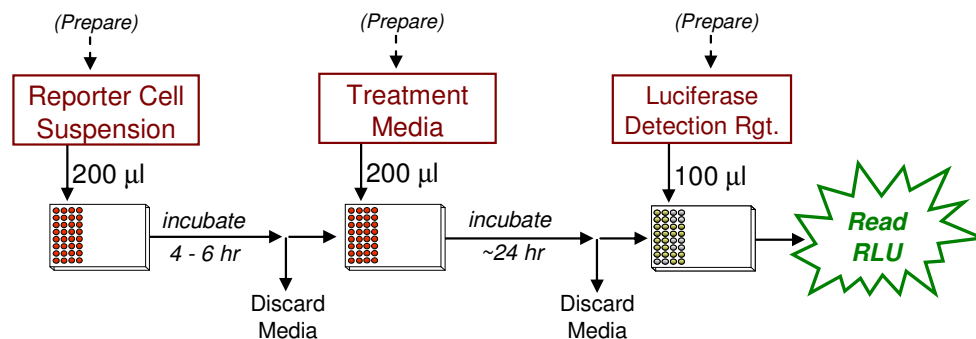 (Prepare)
(Prepare)
(Prepare)
Reporter Cell
Suspension
Treatment
Media
Luciferase
Detection Rgt.
200 μl
200 μl
100 μl
incubate
4 - 6 hr
incubate
~24 hr
Read
RLU
Discard
Media
Discard
Media